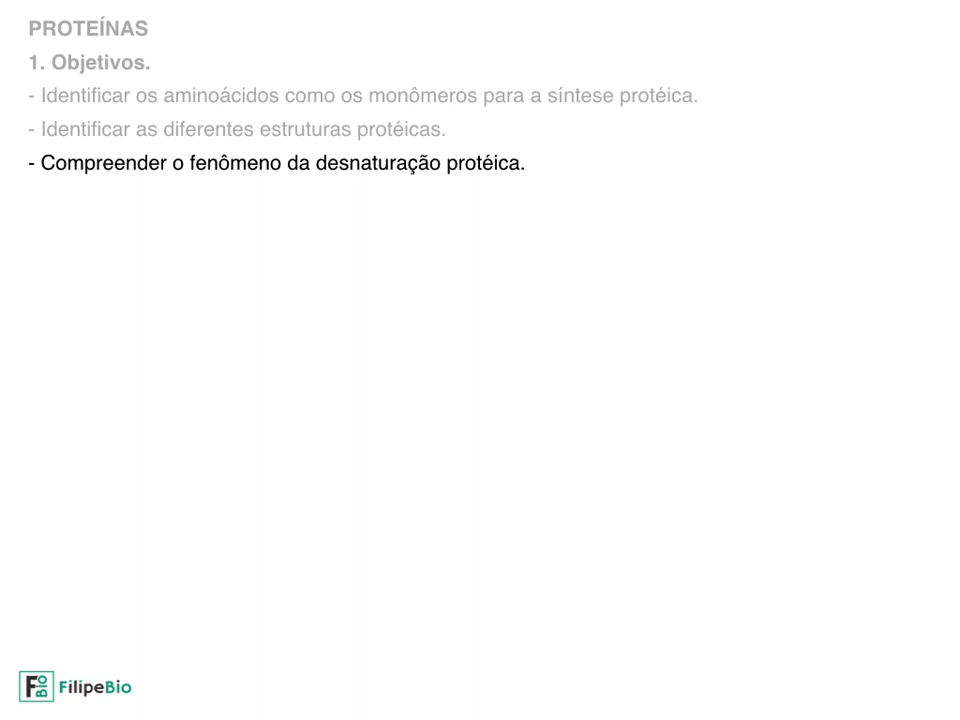 PROTEÍNAS
1. Objetivos.
- Identificar os aminoácidos como os monômeros para a síntese protéica.
- Identificar as diferentes estruturas protéicas.
- Compreender o fenômeno da desnaturação protéica.
F BIO FilipeBio